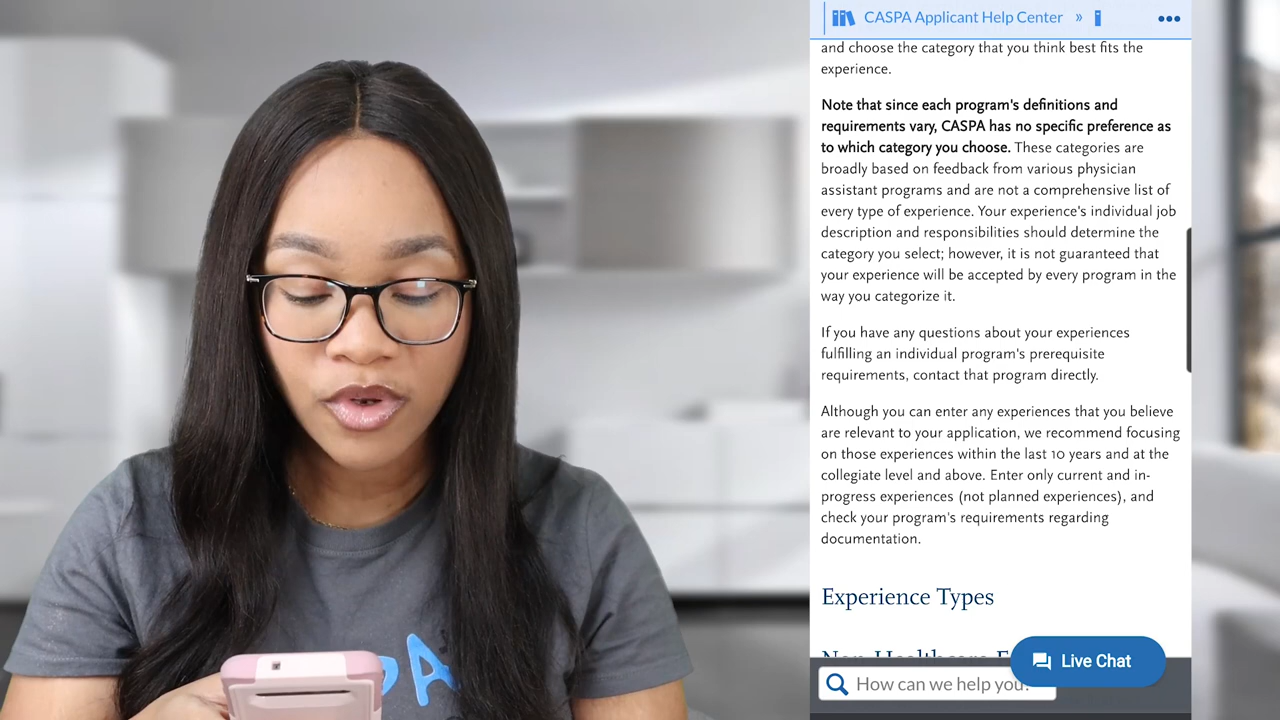 CASPA Applicant Help Center »
and choose the category that you think best fits the
experience.
Note that since each program's definitions and
requirements vary, CASPA has no specific preference as
to which category you choose. These categories are
broadly based on feedback from various physician
assistant programs and are not a comprehensive list of
every type of experience. Your experience's individual job
description and responsibilities should determine the
category you select; however, it is not guaranteed that
your experience will be accepted by every program in the
way you categorize it.
If you have any questions about your experiences
fulfilling an individual program's prerequisite
requirements, contact that program directly.
Although you can enter any experiences that you believe
are relevant to your application, we recommend focusing
on those experiences within the last 10 years and at the
collegiate level and above. Enter only current and in-
progress experiences (not planned experiences), and
check your program's requirements regarding
documentation.
Experience Types
Live Chat
How can we help you?
PA